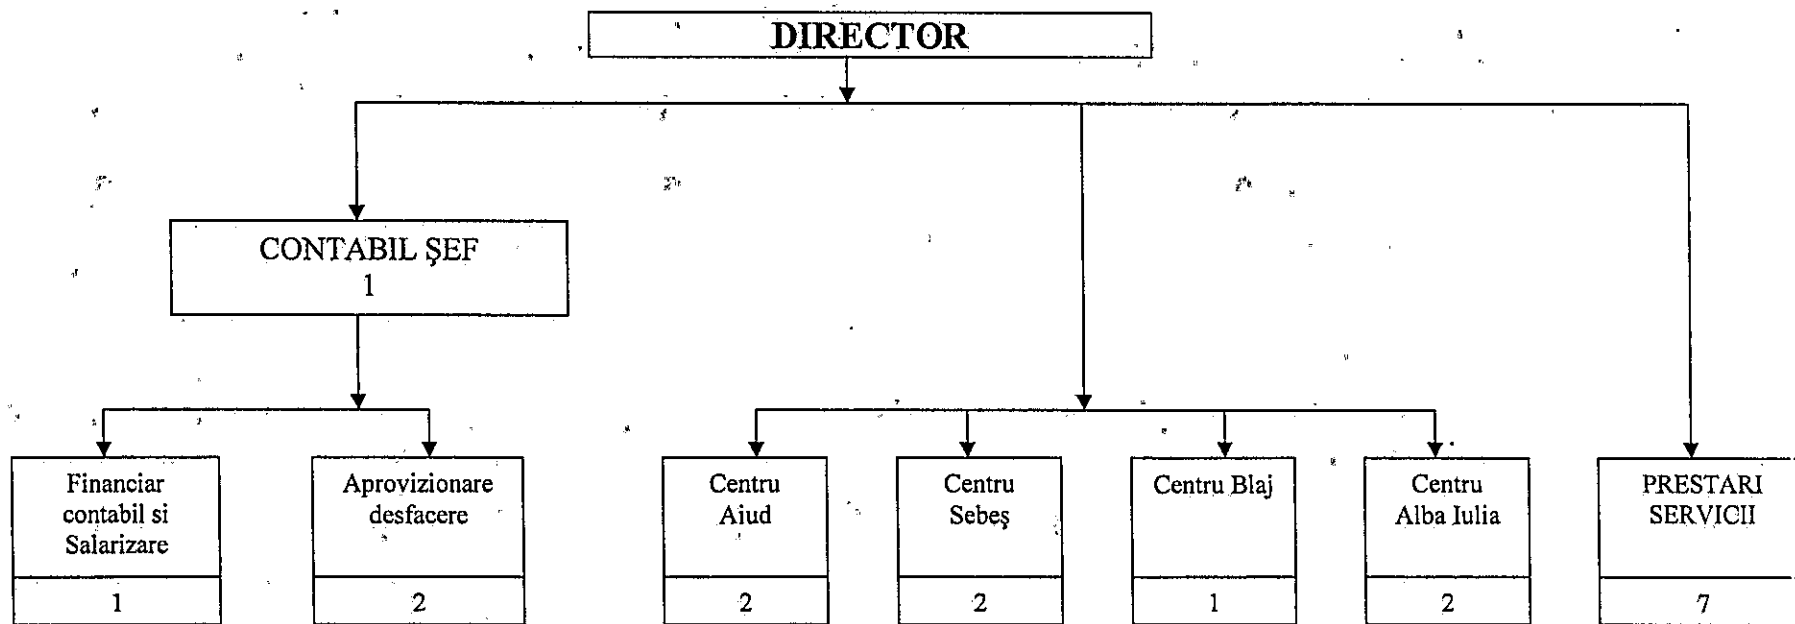 DIRECTOR
CONTABIL ŞEF
1
Financiar
contabil si
Salarizare
1
Aprovizionare
desfacere
2
Centru
Aiud
2
Centru
Sebeş
2
Centru Blaj
1
Centru
Alba Iulia
2
PRESTARI
SERVICII
7